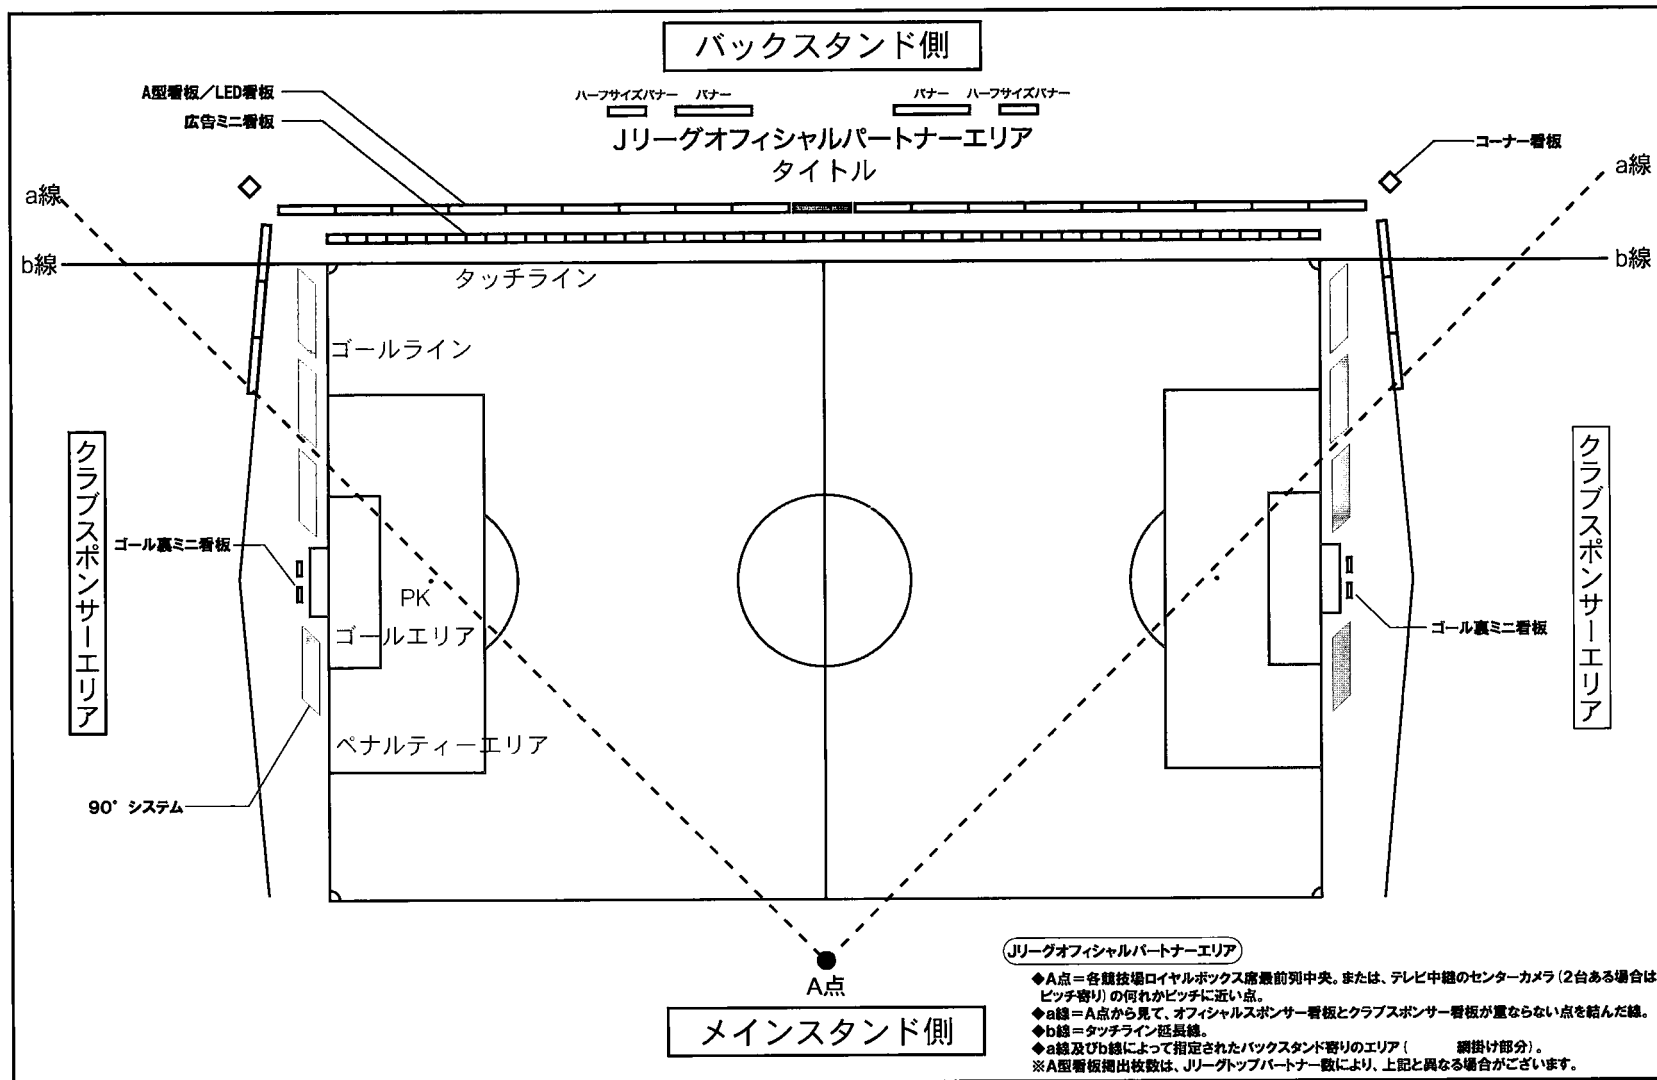 バックスタンド側
A型看板／LED看板
広告ミニ看板
ハーフサイズバナー バナー
バナー ハーフサイズバナー
Jリーグオフィシャルパートナーエリア
タイトル
コーナー看板
a線
a線
b線
b線
タッチライン
ゴールライン
クラブスポンサーエリア
クラブスポンサーエリア
ゴール裏ミニ看板
PK
ゴールエリア
ゴール裏ミニ看板
ペナルティーエリア
90°システム
A点
メインスタンド側
Jリーグオフィシャルパートナーエリア
◆A点＝各競技場ロイヤルボックス席最前列中央。または、テレビ中継のセンターカメラ（2台ある場合は
ピッチ寄り）の何れかピッチに近い点。
◆a線＝A点から見て、オフィシャルスポンサー看板とクラブスポンサー看板が重ならない点を結んだ線。
◆b線＝タッチライン延長線。
◆a線及びb線によって指定されたバックスタンド寄りのエリア（　　　網掛け部分）。
※A型看板掲出枚数は、Jリーグトップパートナー数により、上記と異なる場合がございます。